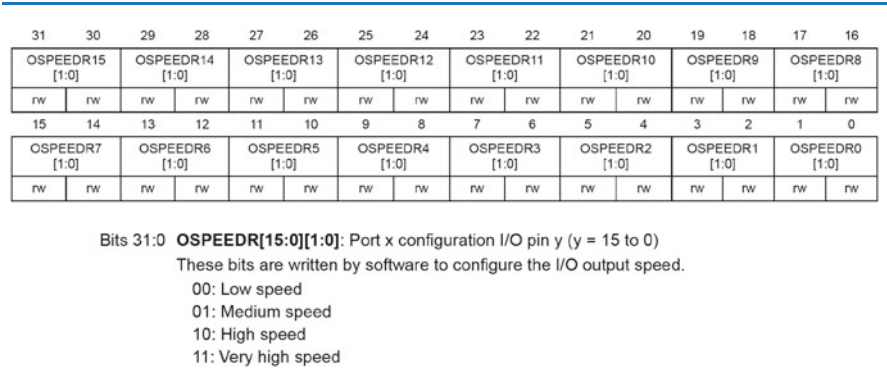 31 30 29 28 27 26 25 24 23 22 21 20 19 18 17 16
OSPEEDR15 OSPEEDR14 OSPEEDR13 OSPEEDR12 OSPEEDR11 OSPEEDR10 OSPEEDR9 OSPEEDR8
[1:0] [1:0] [1:0] [1:0] [1:0] [1:0] [1:0] [1:0]
rw rw rw rw rw rw rw rw rw rw rw rw rw rw rw rw
15 14 13 12 11 10 9 8 7 6 5 4 3 2 1 0
OSPEEDR7 OSPEEDR6 OSPEEDR5 OSPEEDR4 OSPEEDR3 OSPEEDR2 OSPEEDR1 OSPEEDR0
[1:0] [1:0] [1:0] [1:0] [1:0] [1:0] [1:0] [1:0]
rw rw rw rw rw rw rw rw rw rw rw rw rw rw rw rw
Bits 31:0 OSPEEDR[15:0][1:0]: Port x configuration I/O pin y (y = 15 to 0)
These bits are written by software to configure the I/O output speed.
00: Low speed
01: Medium speed
10: High speed
11: Very high speed